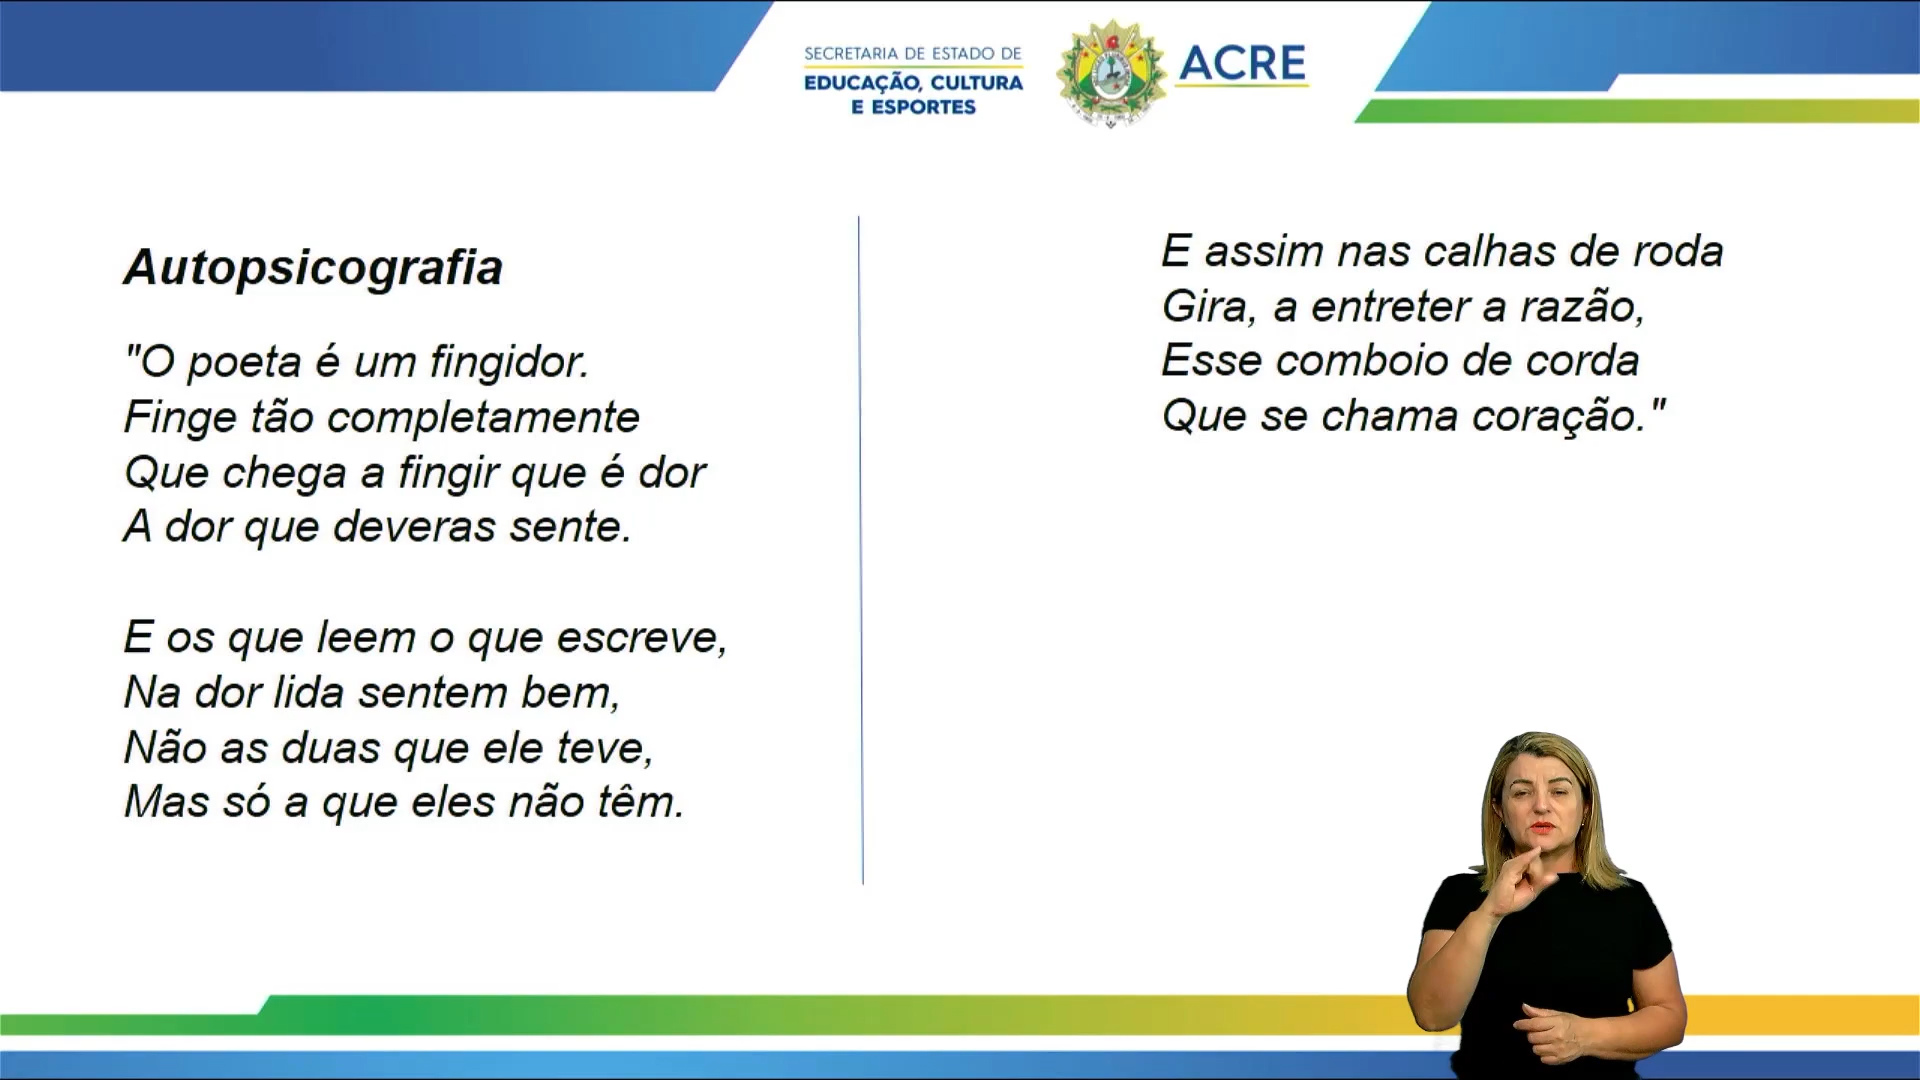 SECRETARIA DE ESTADO DE
EDUCAÇÃO, CULTURA
E ESPORTES
ACRE
Autopsicografia
"O poeta é um fingidor.
Finge tão completamente
Que chega a fingir que é dor
A dor que deveras sente.
E os que leem o que escreve,
Na dor lida sentem bem,
Não as duas que ele teve,
Mas só a que eles não têm.
E assim nas calhas de roda
Gira, a entreter a razão,
Esse comboio de corda
Que se chama coração."